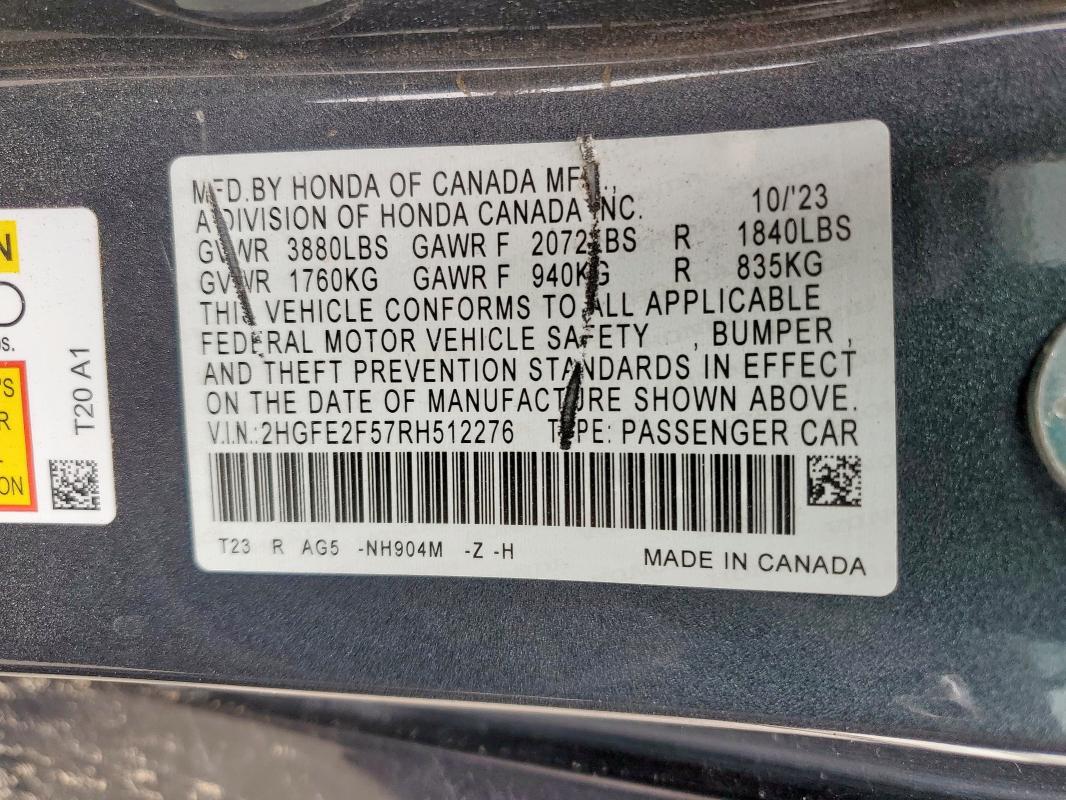 MFD.BY HONDA OF CANADA MFG.,
A DIVISION OF HONDA CANADA INC. 10/'23
GVWR 3880LBS GAWR F 2072LBS R 1840LBS
GVWR 1760KG GAWR F 940KG R 835KG
THIS VEHICLE CONFORMS TO ALL APPLICABLE
FEDERAL MOTOR VEHICLE SAFETY , BUMPER ,
AND THEFT PREVENTION STANDARDS IN EFFECT
ON THE DATE OF MANUFACTURE SHOWN ABOVE.
V.I.N.:2HGFE2F57RH512276 TYPE: PASSENGER CAR
T23 R AG5 -NH904M -Z -H
MADE IN CANADA
T20 A1